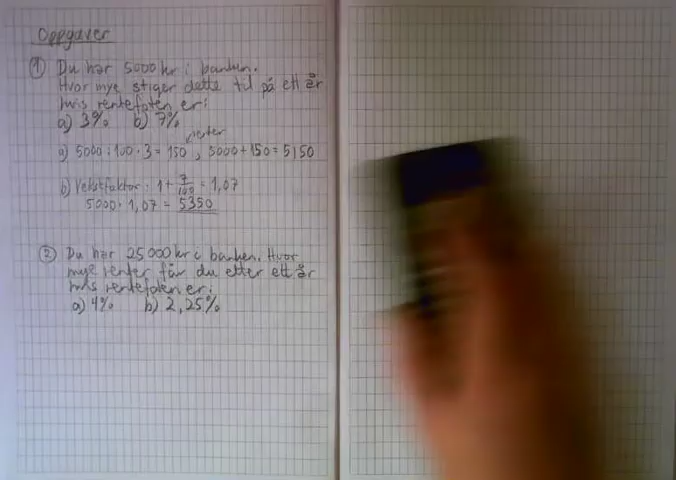 Oppgaver
① Du har 5000 kr i banken.
Hvor mye stiger dette til på ett år
hvis rentefoten er:
a) 3% b) 7%
renter
a) 5000 : 100 · 3 = 150 , 5000 + 150 = 5150
b) Vekstfaktor : 1 + 7/100 = 1,07
5000 · 1,07 = 5350
② Du har 25 000 kr i banken. Hvor
mye renter får du etter ett år
hvis rentefoten er:
a) 4% b) 2,25%